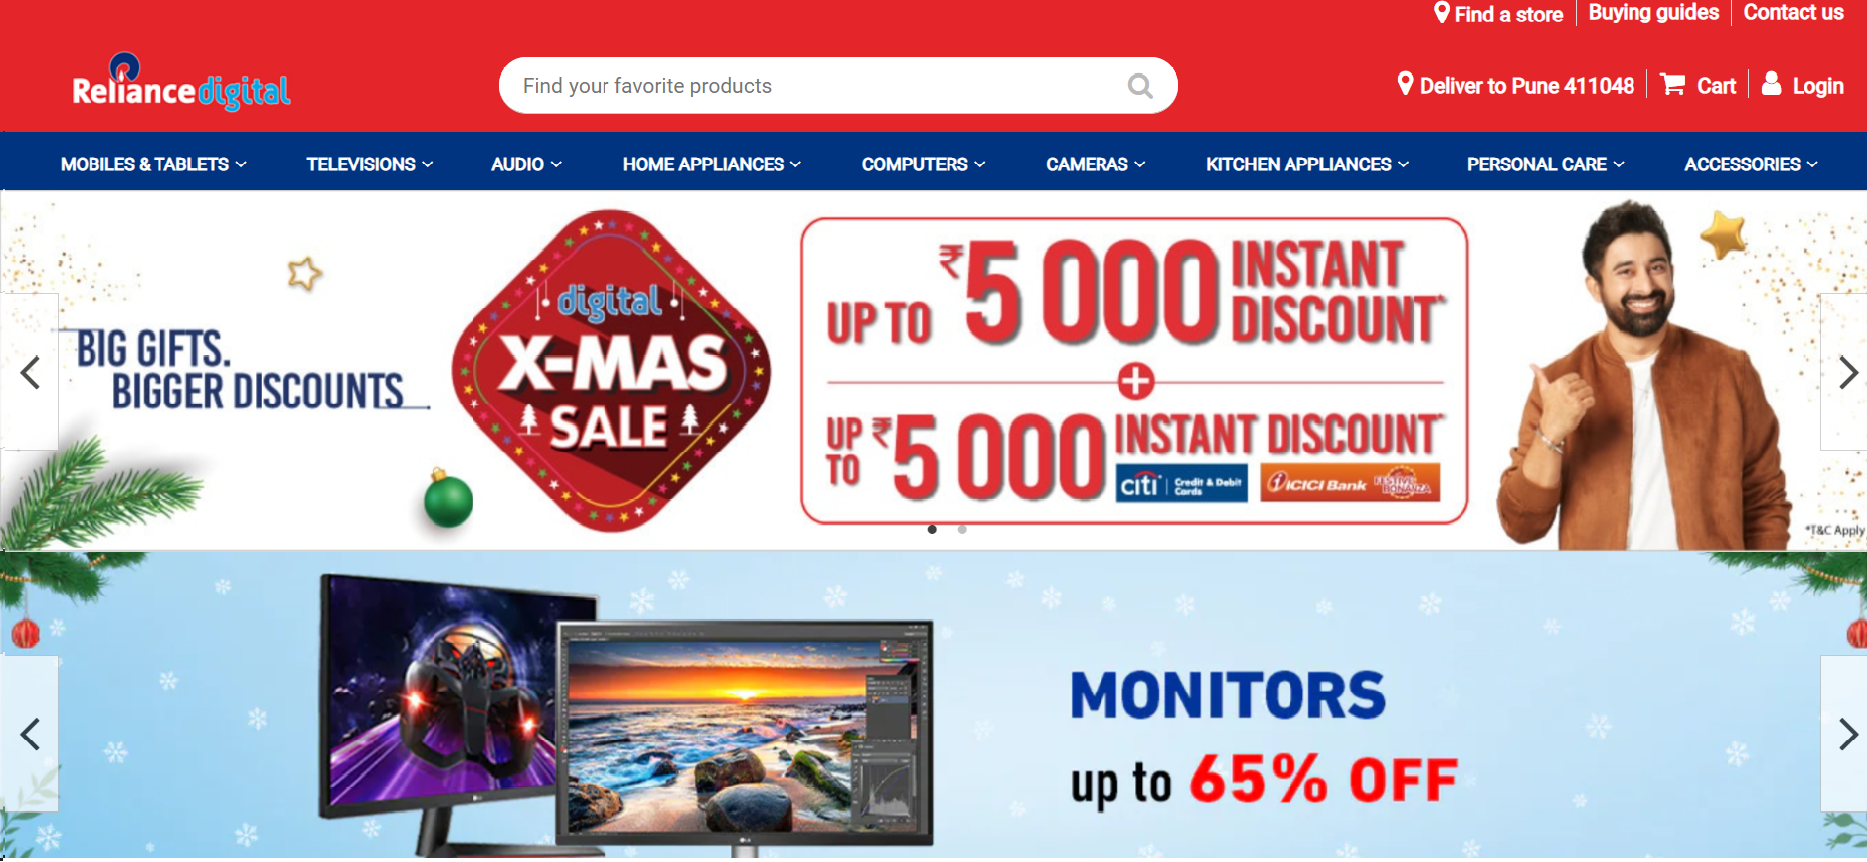 Find a store
Buying guides
Contact us
Reliance digital
Find your favorite products
Deliver to Pune 411048
Cart
Login
MOBILES & TABLETS
TELEVISIONS
AUDIO
HOME APPLIANCES
COMPUTERS
CAMERAS
KITCHEN APPLIANCES
PERSONAL CARE
ACCESSORIES
BIG GIFTS.
BIGGER DISCOUNTS
digital
X-MAS
SALE
UP TO ₹5 000 INSTANT
DISCOUNT*
+
UP TO ₹5 000 INSTANT DISCOUNT*
citi Credit & Debit
Cards
ICICI Bank FESTIVE
BONANZA
*T&C Apply
MONITORS
up to 65% OFF